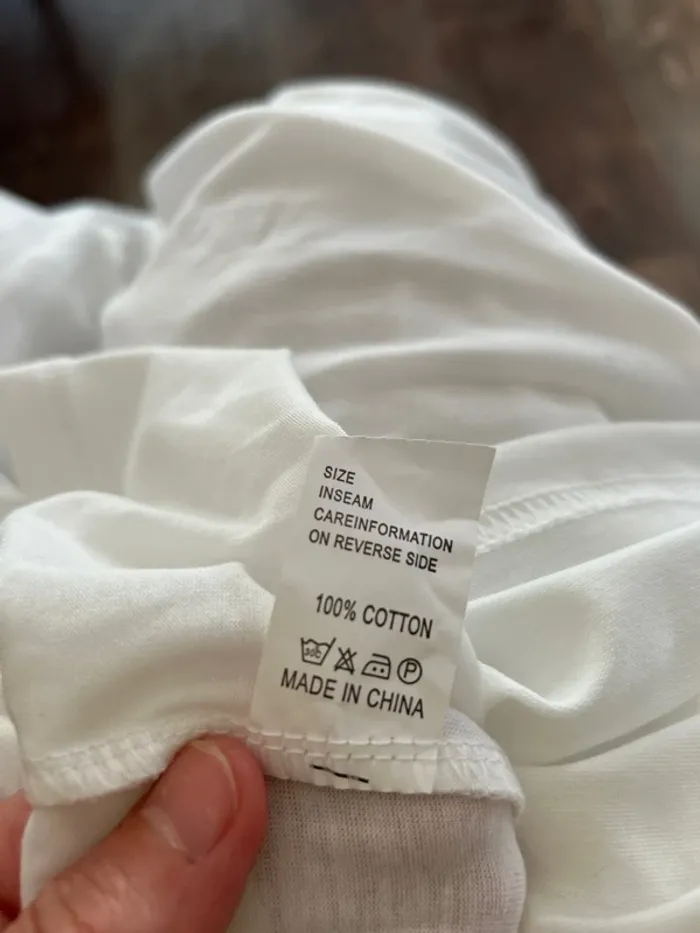 SIZE
INSEAM
CAREINFORMATION
ON REVERSE SIDE
100% COTTON
P
MADE IN CHINA